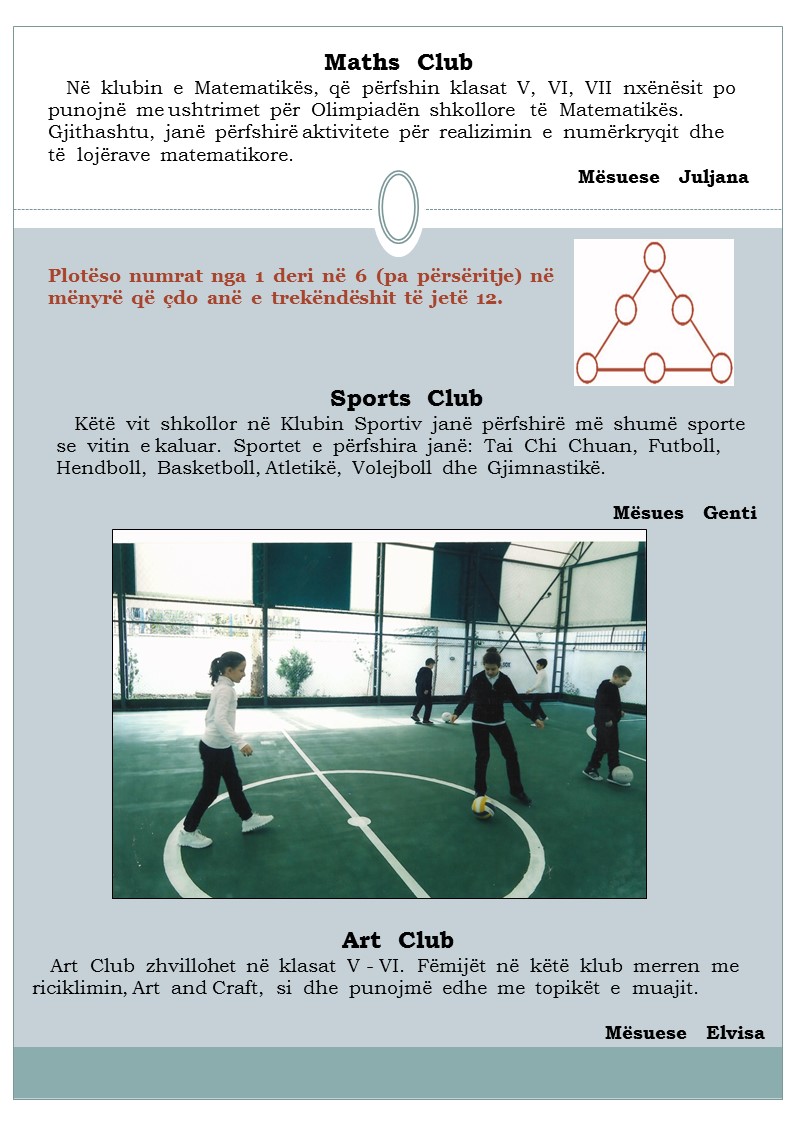 Maths Club
Në klubin e Matematikës, që përfshin klasat V, VI, VII nxënësit po
punojnë me ushtrimet për Olimpiadën shkollore të Matematikës.
Gjithashtu, janë përfshirë aktivitete për realizimin e numërkryqit dhe
të lojërave matematikore.
Mësuese Juljana
Plotëso numrat nga 1 deri në 6 (pa përsëritje) në
mënyrë që çdo anë e trekëndëshit të jetë 12.
Sports Club
Këtë vit shkollor në Klubin Sportiv janë përfshirë më shumë sporte
se vitin e kaluar. Sportet e përfshira janë: Tai Chi Chuan, Futboll,
Hendboll, Basketboll, Atletikë, Volejboll dhe Gjimnastikë.
Mësues Genti
Art Club
Art Club zhvillohet në klasat V - VI. Fëmijët në këtë klub merren me
riciklimin, Art and Craft, si dhe punojmë edhe me topikët e muajit.
Mësuese Elvisa